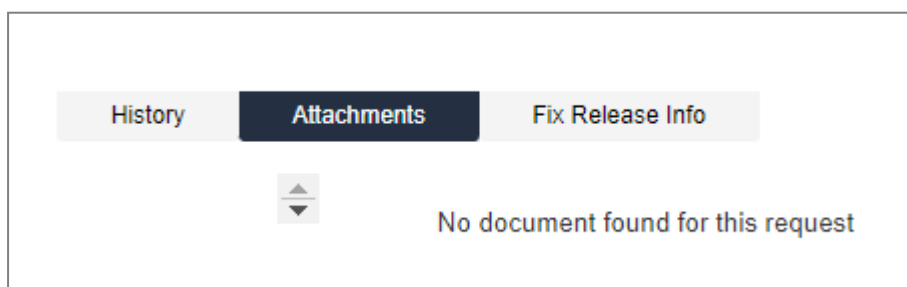 History Attachments Fix Release Info
No document found for this request